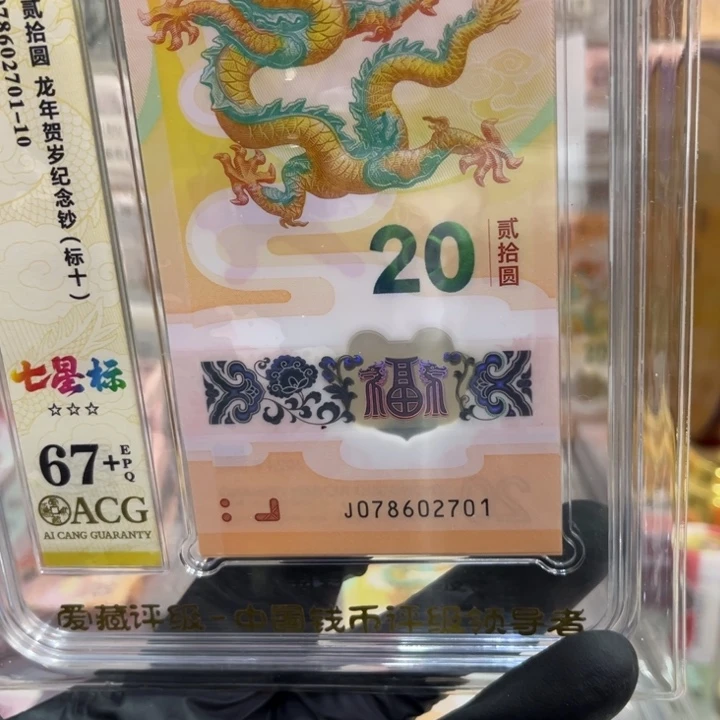 78602701-10
贰拾圆 龙年贺岁纪念钞(标十)
七星标
☆☆☆
67+EPQ
ACG
AI CANG GUARANTY
20
贰拾圆
福
J078602701
爱藏评级-中国钱币评级领导者